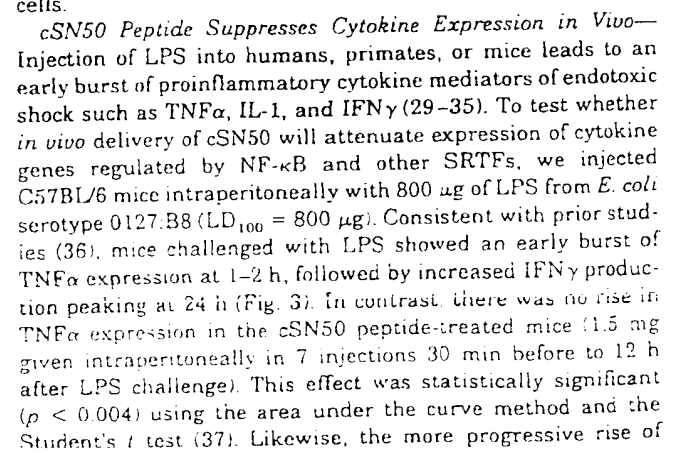 cells.
cSN50 Peptide Suppresses Cytokine Expression in Vivo—
Injection of LPS into humans, primates, or mice leads to an
early burst of proinflammatory cytokine mediators of endotoxic
shock such as TNFα, IL-1, and IFNγ (29–35). To test whether
in vivo delivery of cSN50 will attenuate expression of cytokine
genes regulated by NF-κB and other SRTFs, we injected
C57BL/6 mice intraperitoneally with 800 μg of LPS from E. coli
serotype 0127:B8 (LD₁₀₀ = 800 μg). Consistent with prior stud-
ies (36), mice challenged with LPS showed an early burst of
TNFα expression at 1–2 h, followed by increased IFNγ produc-
tion peaking at 24 h (Fig. 3). In contrast, there was no rise in
TNFα expression in the cSN50 peptide-treated mice (1.5 mg
given intraperitoneally in 7 injections 30 min before to 12 h
after LPS challenge). This effect was statistically significant
(p < 0.004) using the area under the curve method and the
Student's t test (37). Likewise, the more progressive rise of